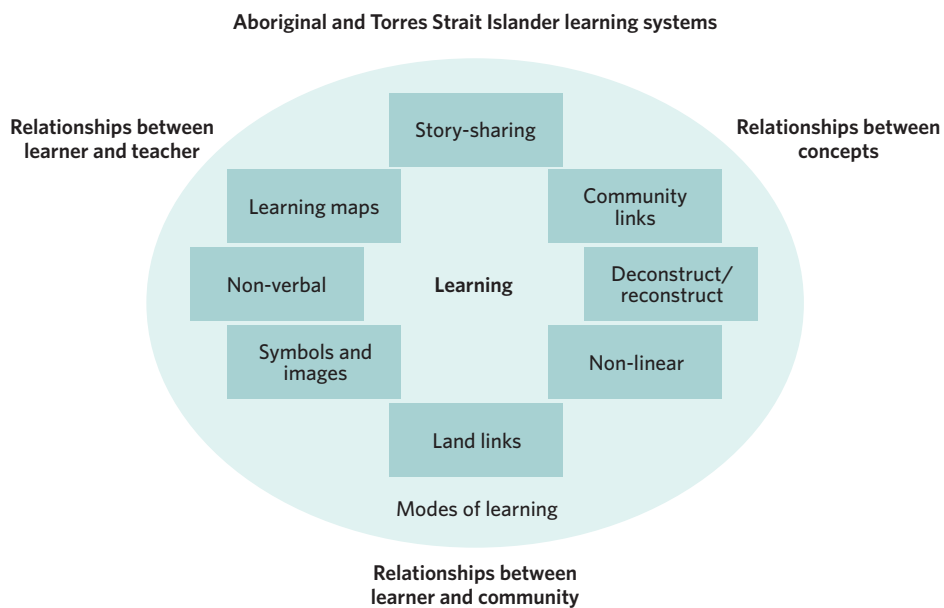 Aboriginal and Torres Strait Islander learning systems
Relationships between
learner and teacher
Relationships between
concepts
Story-sharing
Learning maps
Community
links
Non-verbal
Learning
Deconstruct/
reconstruct
Symbols and
images
Non-linear
Land links
Modes of learning
Relationships between
learner and community